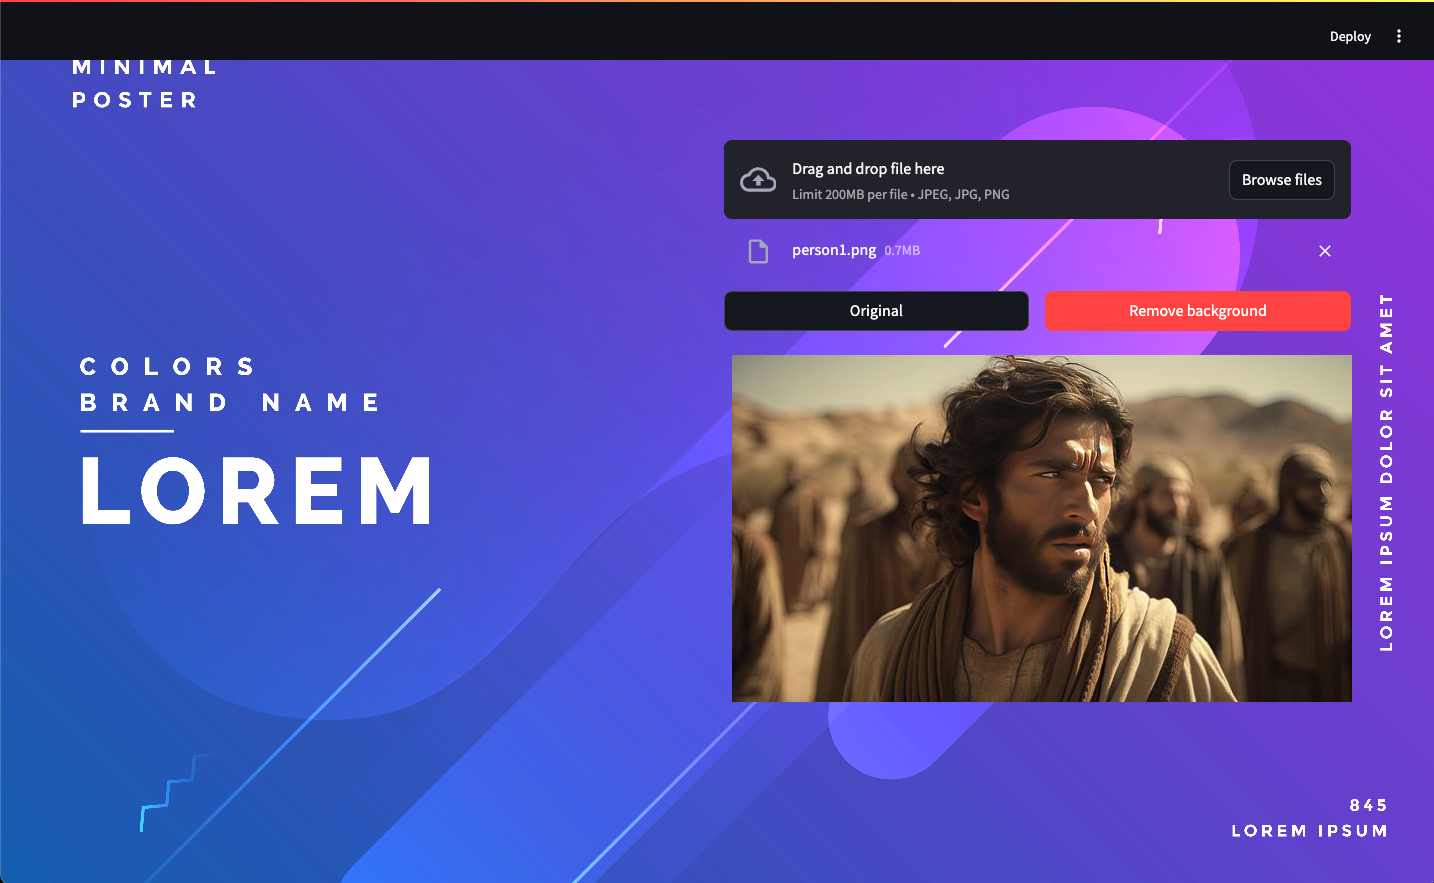 Deploy
MINIMAL
POSTER
Drag and drop file here
Limit 200MB per file • JPEG, JPG, PNG
Browse files
person1.png 0.7MB
Original
Remove background
COLORS
BRAND NAME
LOREM
LOREM IPSUM DOLOR SIT AMET
845
LOREM IPSUM